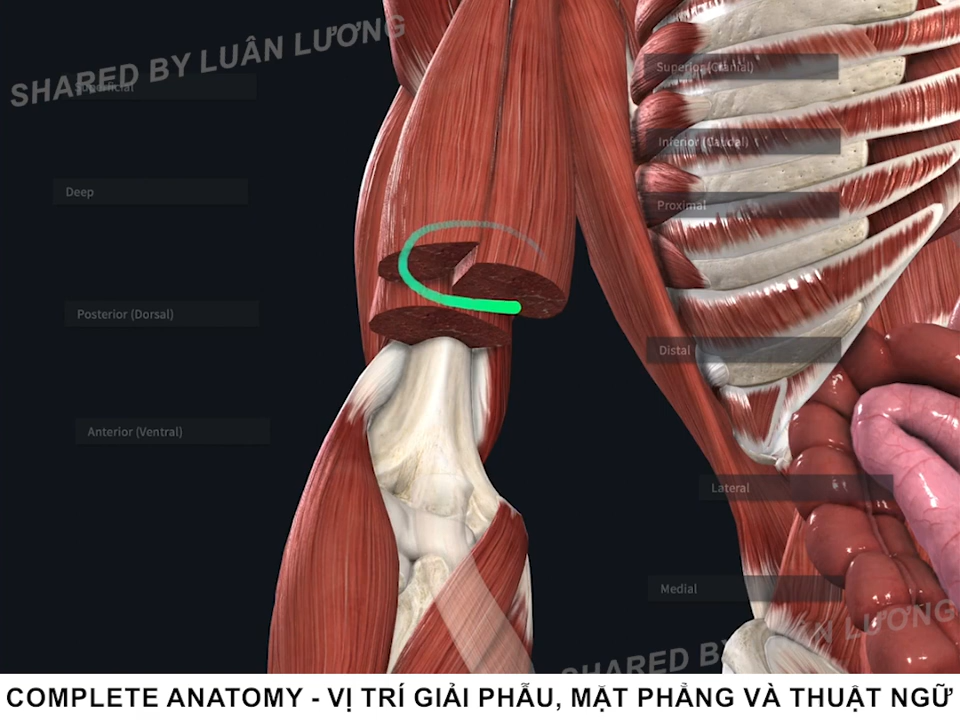 SHARED BY LUÂN LƯƠNG
Superficial
Superior (Cranial)
Inferior (Caudal)
Deep
Proximal
Posterior (Dorsal)
Distal
Anterior (Ventral)
Lateral
Medial
SHARED BY LUÂN LƯƠNG
COMPLETE ANATOMY - VỊ TRÍ GIẢI PHẪU, MẶT PHẲNG VÀ THUẬT NGỮ